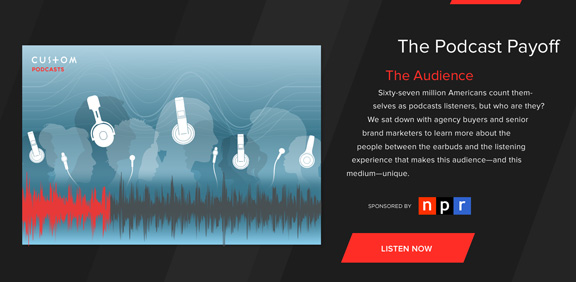 CUSTOM
PODCASTS
The Podcast Payoff
The Audience
Sixty-seven million Americans count them-
selves as podcasts listeners, but who are they?
We sat down with agency buyers and senior
brand marketers to learn more about the
people between the earbuds and the listening
experience that makes this audience—and this
medium—unique.
SPONSORED BY n p r
LISTEN NOW